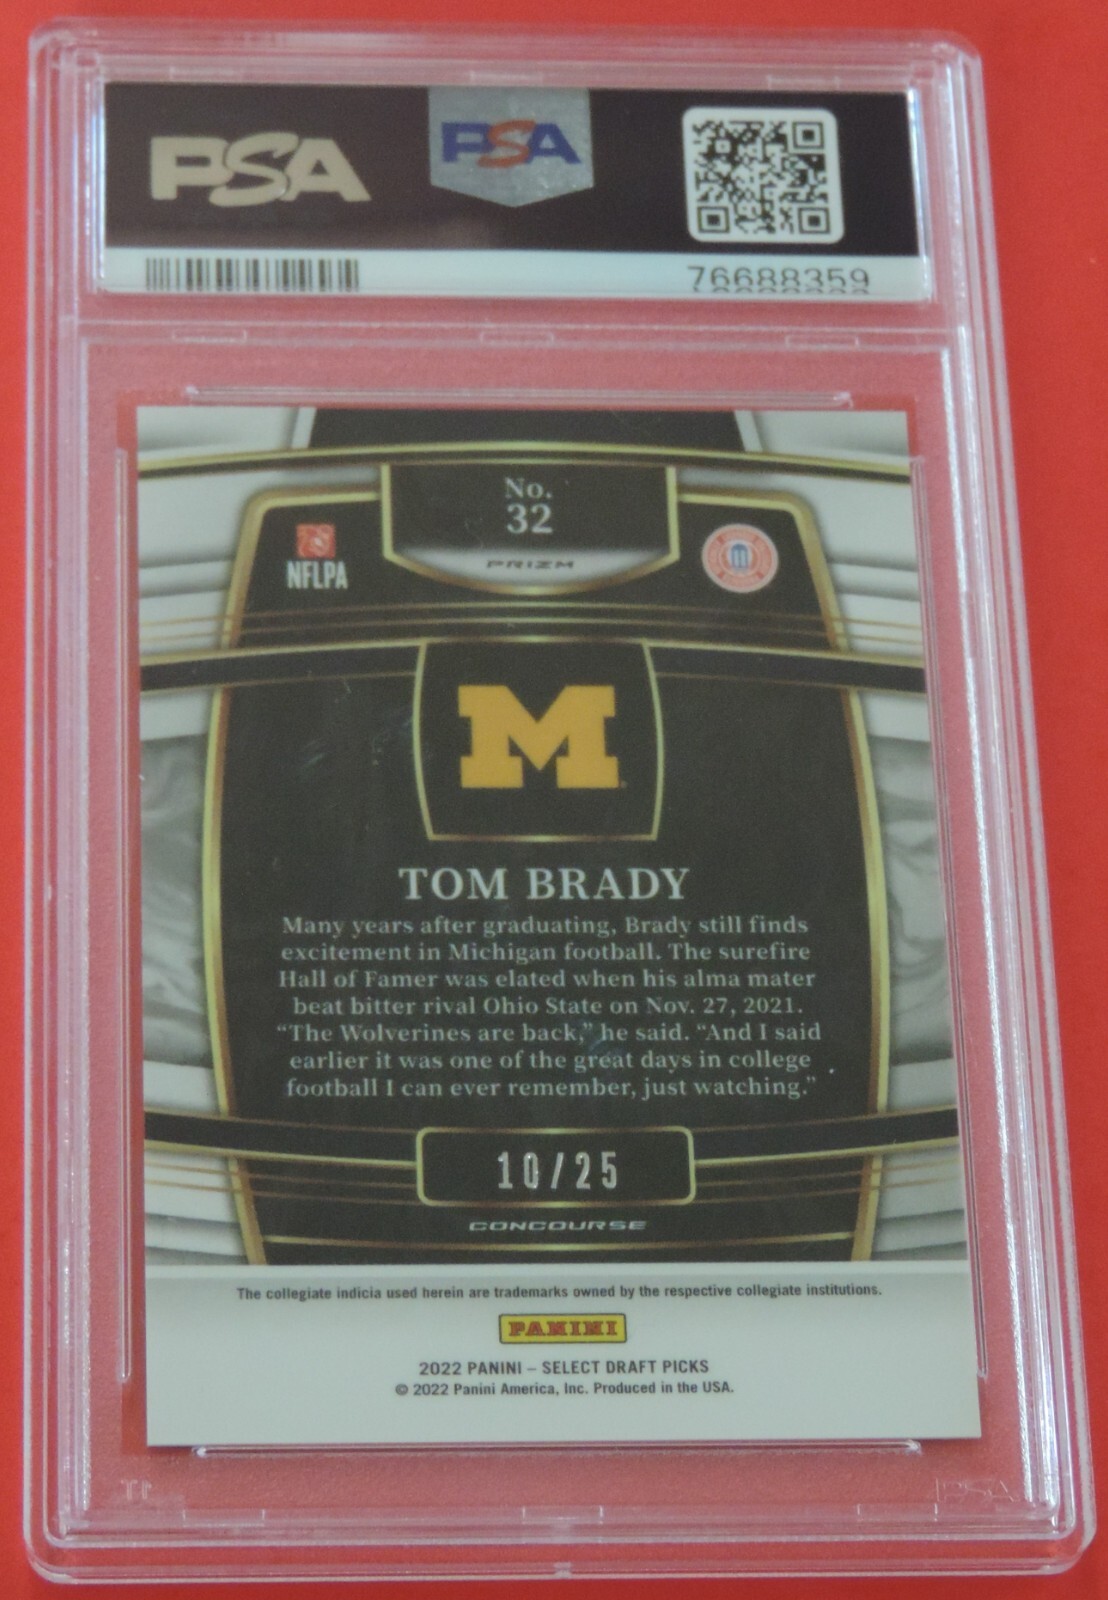 PSA PSA
76688359
No.
32
PRIZM
NFLPA
M
TOM BRADY
Many years after graduating, Brady still finds
excitement in Michigan football. The surefire
Hall of Famer was elated when his alma mater
beat bitter rival Ohio State on Nov. 27, 2021.
“The Wolverines are back,” he said. “And I said
earlier it was one of the great days in college
football I can ever remember, just watching.”
10/25
CONCOURSE
The collegiate indicia used herein are trademarks owned by the respective collegiate institutions.
PANINI
2022 PANINI – SELECT DRAFT PICKS
© 2022 Panini America, Inc. Produced in the USA.
PSA